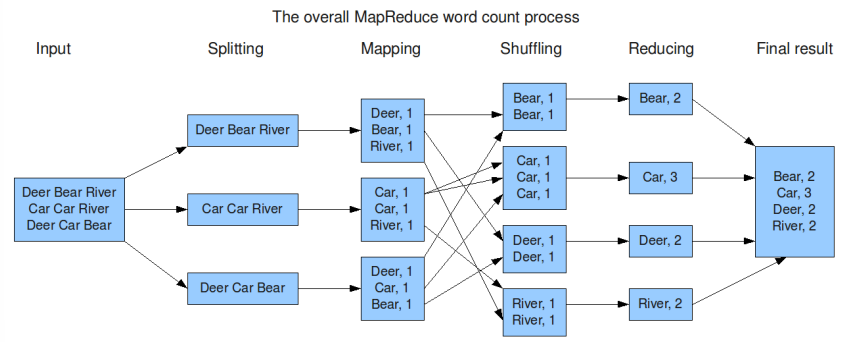 The overall MapReduce word count process
Input
Splitting
Mapping
Shuffling
Reducing
Final result
Deer Bear River
Car Car River
Deer Car Bear
Deer Bear River
Car Car River
Deer Car Bear
Deer, 1
Bear, 1
River, 1
Car, 1
Car, 1
River, 1
Deer, 1
Car, 1
Bear, 1
Bear, 1
Bear, 1
Car, 1
Car, 1
Car, 1
Deer, 1
Deer, 1
River, 1
River, 1
Bear, 2
Car, 3
Deer, 2
River, 2
Bear, 2
Car, 3
Deer, 2
River, 2